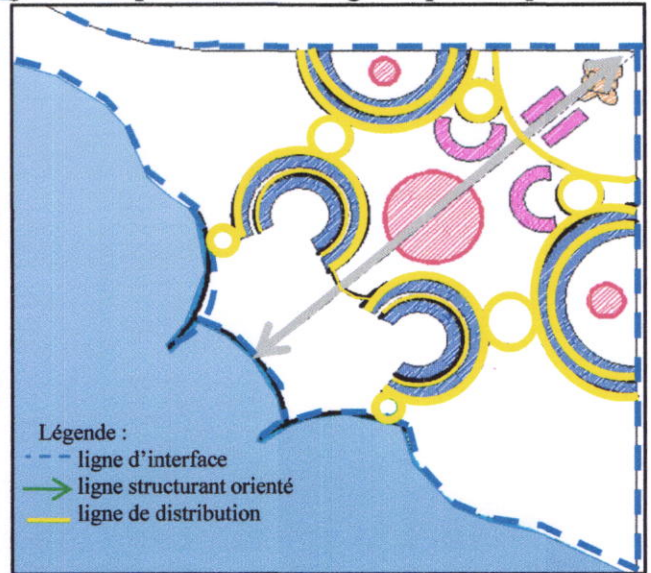 Légende :
ligne d'interface
ligne structurant orienté
ligne de distribution